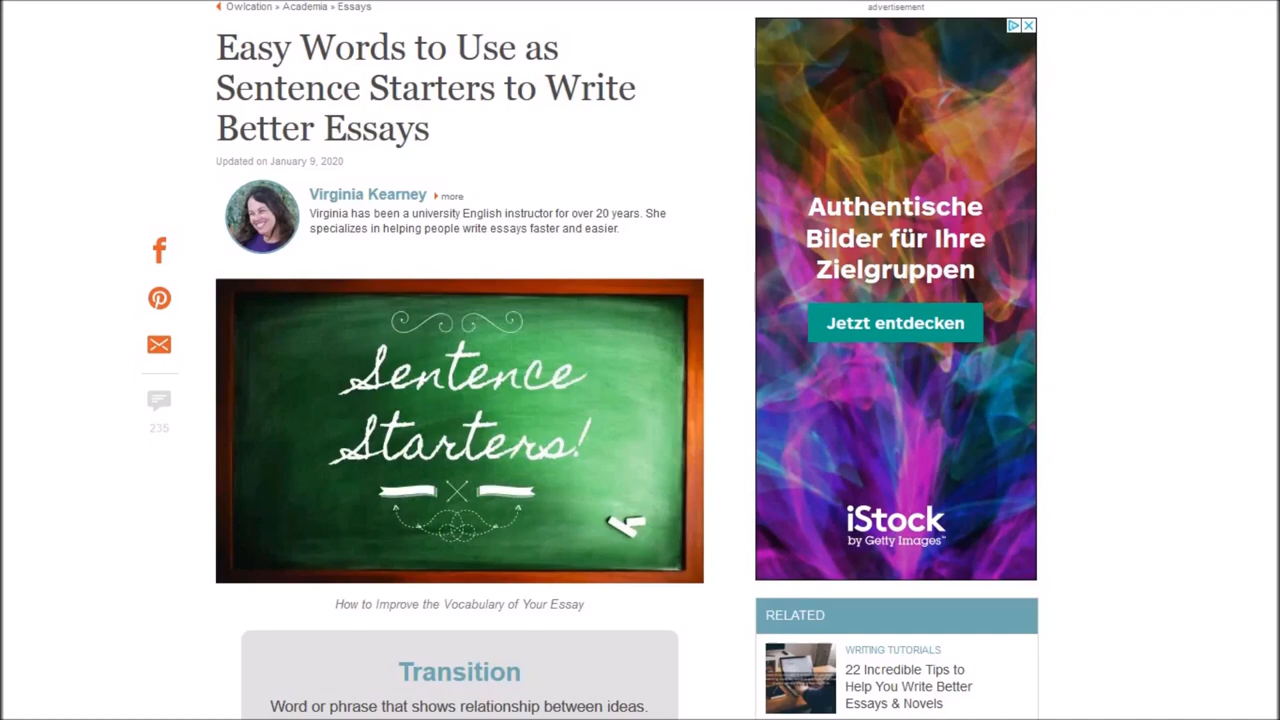 Owlcation » Academia » Essays
Easy Words to Use as
Sentence Starters to Write
Better Essays
Updated on January 9, 2020
Virginia Kearney
more
Virginia has been a university English instructor for over 20 years. She
specializes in helping people write essays faster and easier.
235
Sentence
Starters!
How to Improve the Vocabulary of Your Essay
Transition
Word or phrase that shows relationship between ideas.
advertisement
Authentische
Bilder für Ihre
Zielgruppen
Jetzt entdecken
iStock
by Getty Images™
RELATED
WRITING TUTORIALS
22 Incredible Tips to
Help You Write Better
Essays & Novels